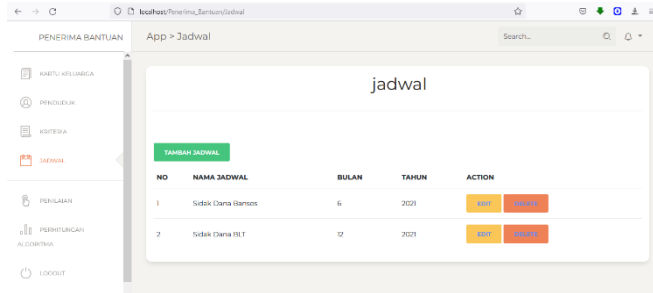 localhost/Penerima_Bantuan/Jadwal
PENERIMA BANTUAN
App > Jadwal
Search...
KARTU KELUARGA
PENDUDUK
KRITERIA
JADWAL
PENILAIAN
PERHITUNGAN
ALGORITMA
LOGOUT
jadwal
TAMBAH JADWAL
NO NAMA JADWAL BULAN TAHUN ACTION
1 Sidak Dana Bansos 6 2021 EDIT DELETE
2 Sidak Dana BLT 12 2021 EDIT DELETE